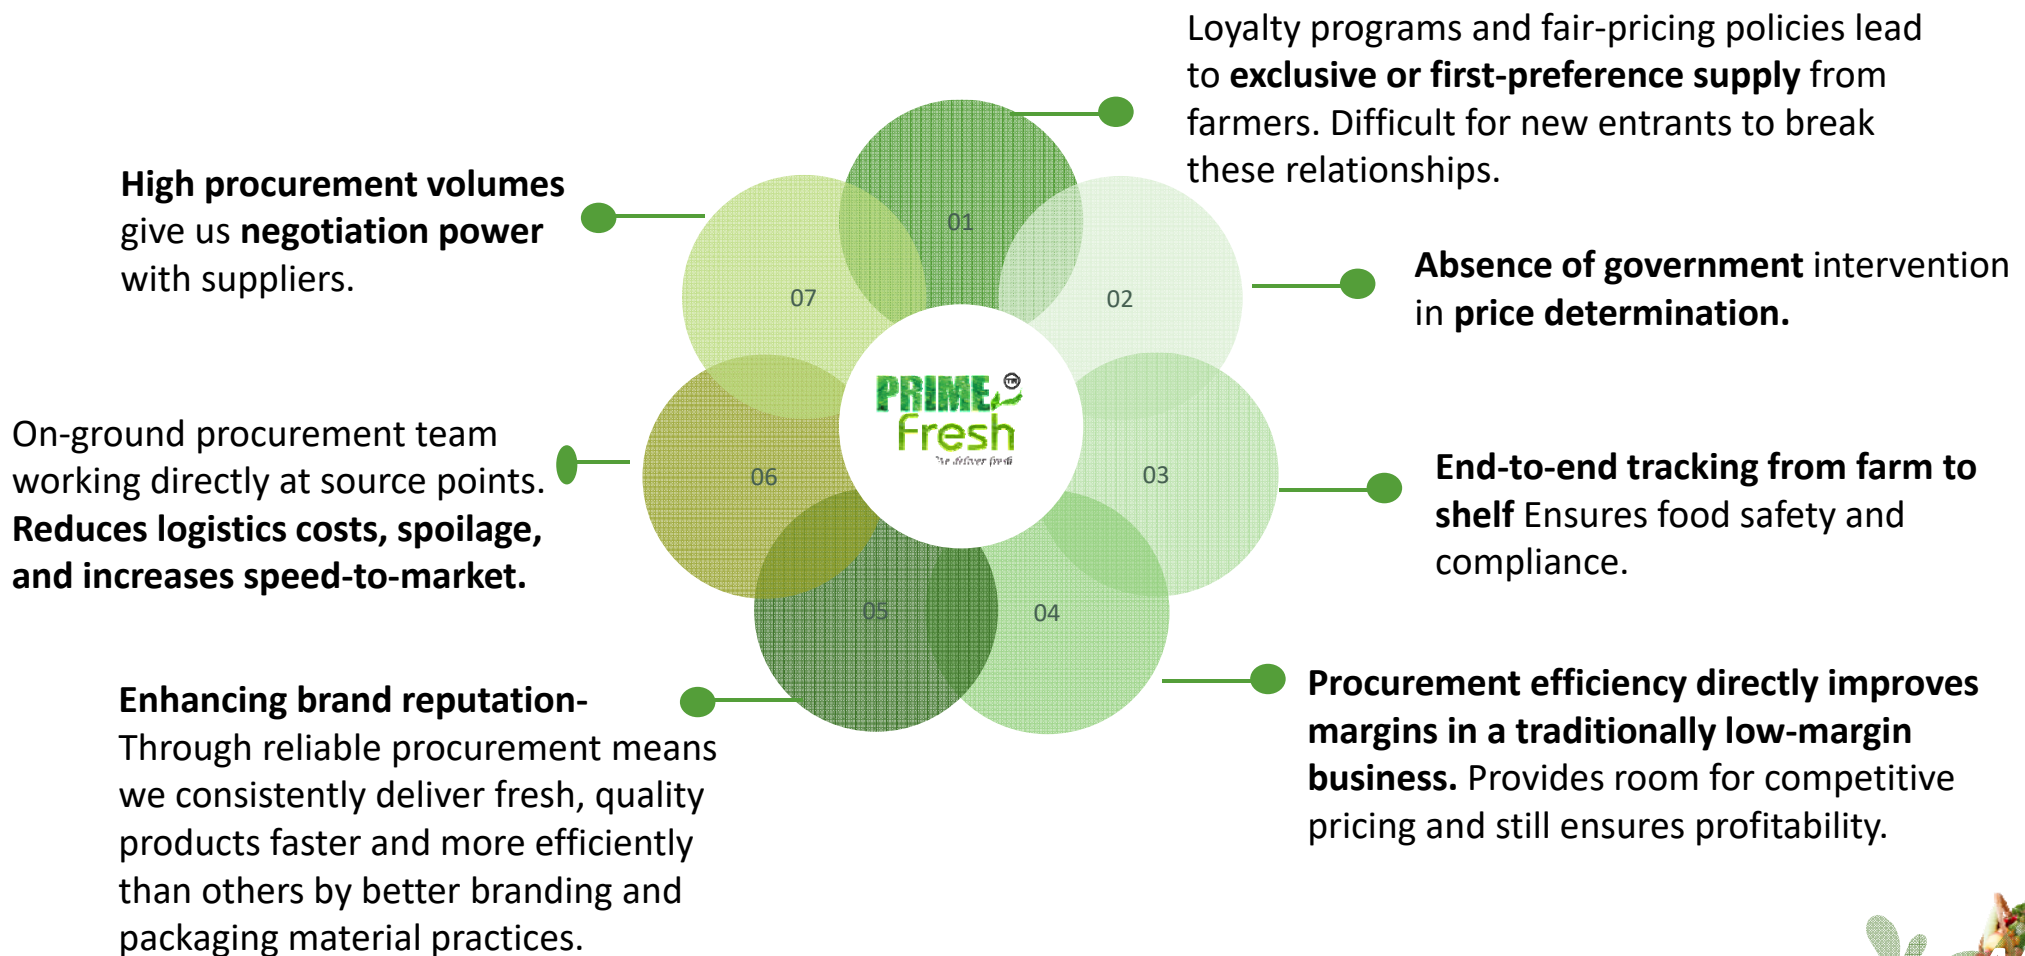 Loyalty programs and fair-pricing policies lead
to exclusive or first-preference supply from
farmers. Difficult for new entrants to break
these relationships.
High procurement volumes
give us negotiation power
with suppliers.
01
07
02
Absence of government intervention
in price determination.
PRIME
TM
Fresh
We deliver fresh
On-ground procurement team
working directly at source points.
Reduces logistics costs, spoilage,
and increases speed-to-market.
06
03
End-to-end tracking from farm to
shelf Ensures food safety and
compliance.
05
04
Enhancing brand reputation-
Through reliable procurement means
we consistently deliver fresh, quality
products faster and more efficiently
than others by better branding and
packaging material practices.
Procurement efficiency directly improves
margins in a traditionally low-margin
business. Provides room for competitive
pricing and still ensures profitability.